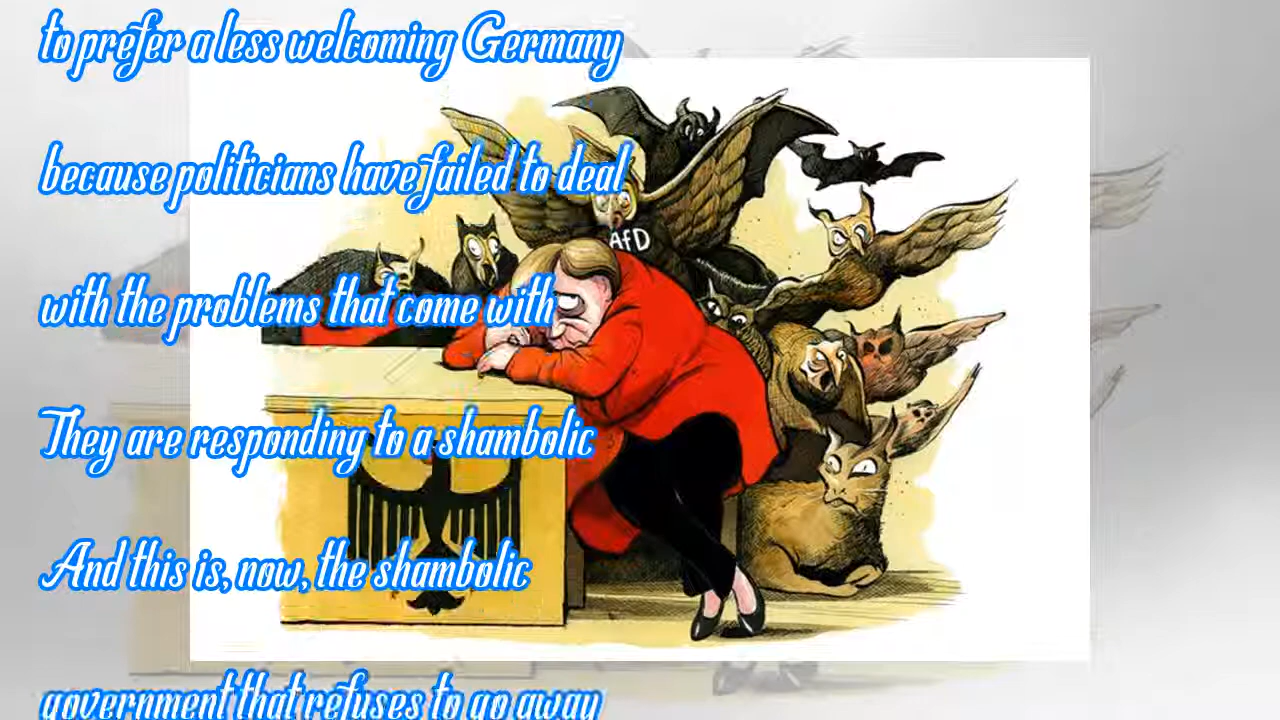 to prefer a less welcoming Germany
because politicians have failed to deal
AfD
with the problems that come with
They are responding to a shambolic
And this is, now, the shambolic
government that refuses to go away